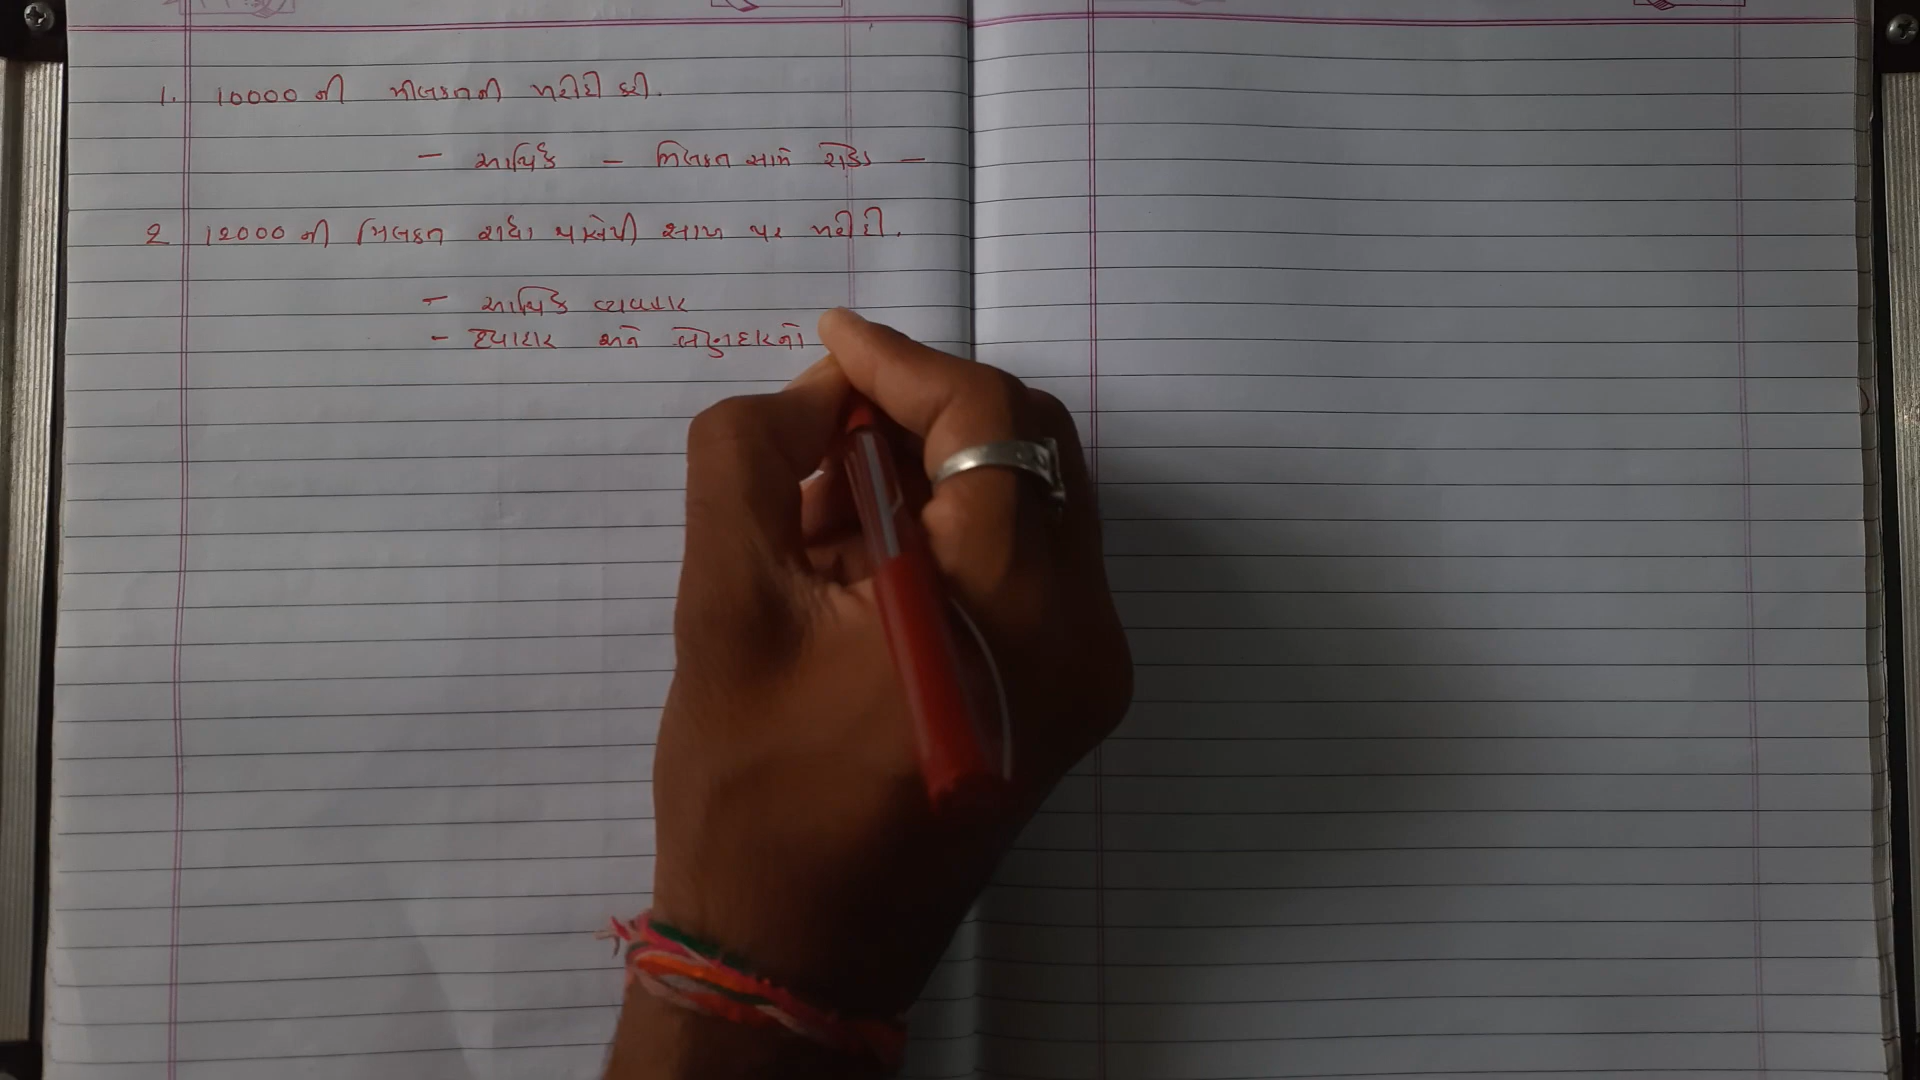 1. 10000 ની મીલકતની ખરીદી કરી.
- આર્થિક - મિલકત સામે રોકડ -
2 12000 ની મિલકત રાધા પાસેથી શાખ પર ખરીદી.
- આર્થિક વ્યવહાર
- દેવાદાર અને લેણદારનો